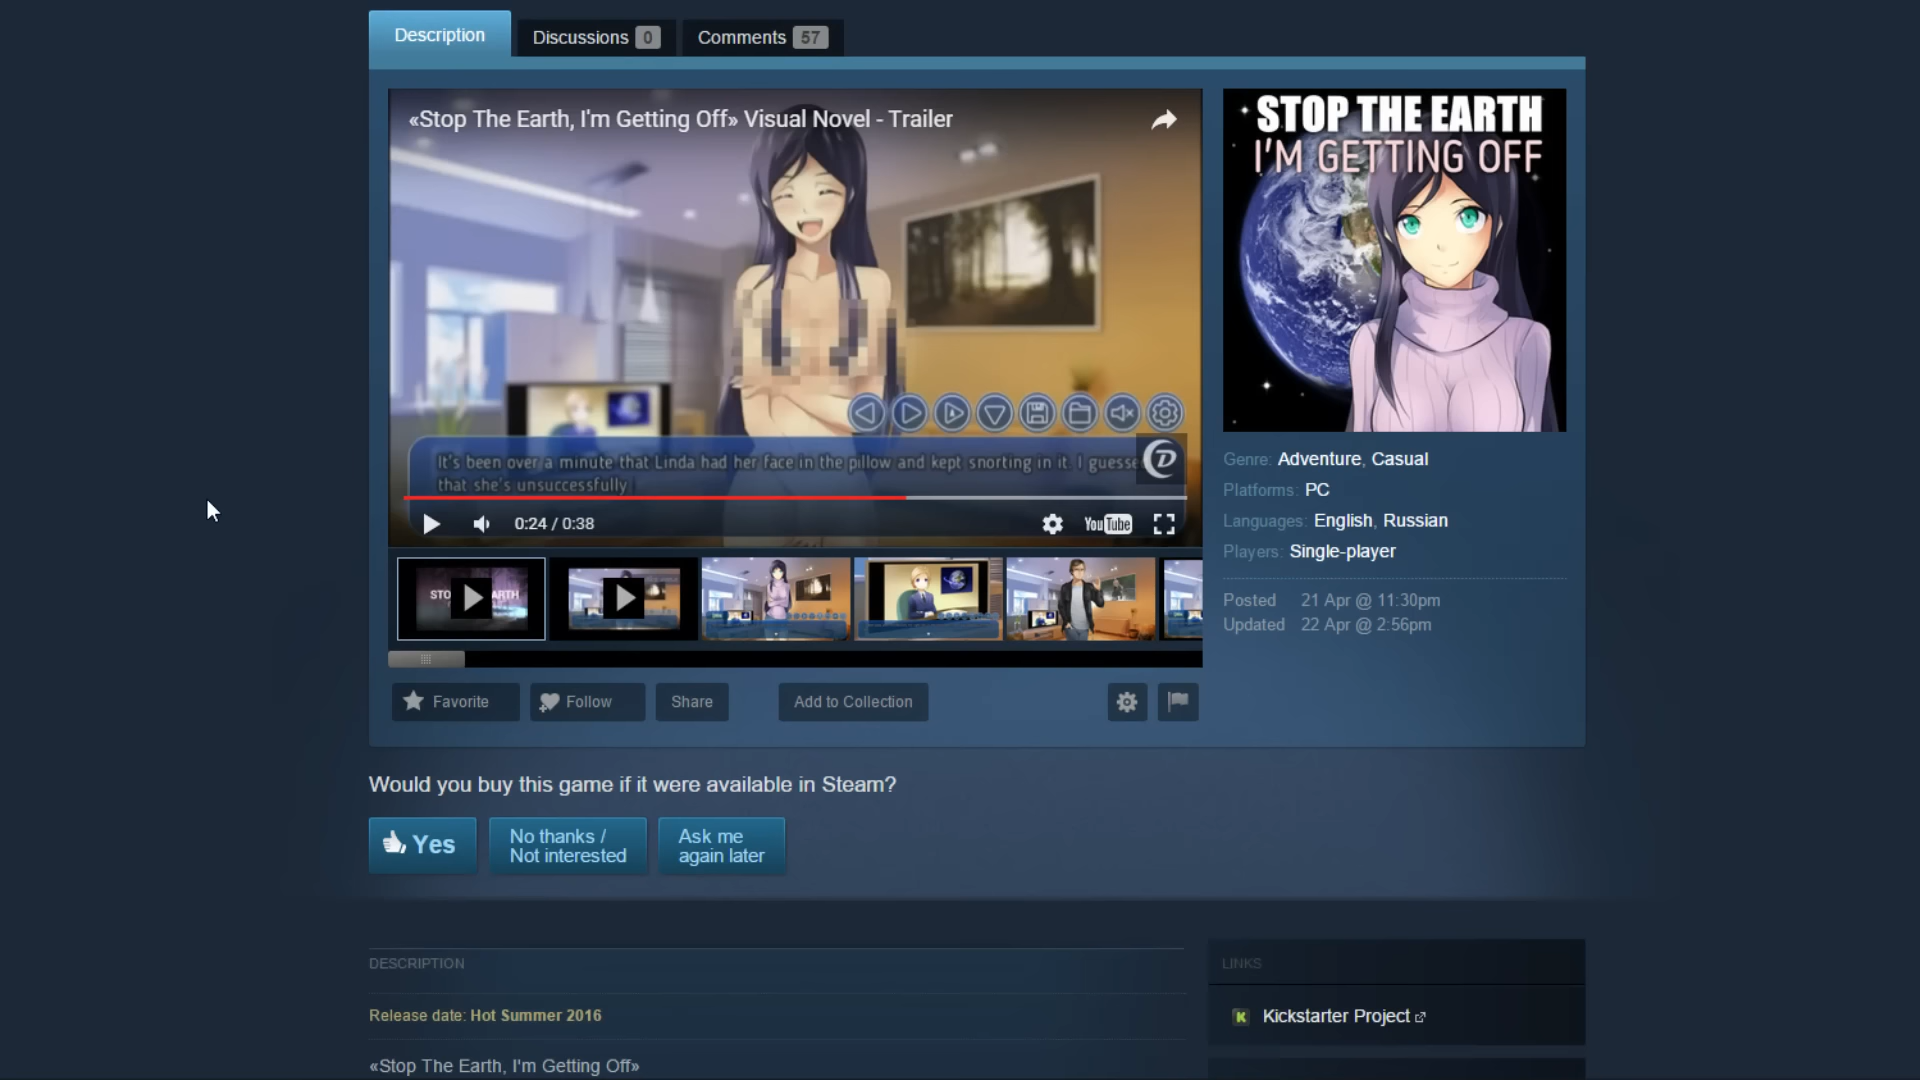 Description
Discussions 0
Comments 57
«Stop The Earth, I'm Getting Off» Visual Novel - Trailer
It's been over a minute that Linda had her face in the pillow and kept snorting in it. I guess
that she's unsuccessfully
0:24 / 0:38
YouTube
STOP THE EARTH
I'M GETTING OFF
Genre: Adventure, Casual
Platforms: PC
Languages: English, Russian
Players: Single-player
Posted 21 Apr @ 11:30pm
Updated 22 Apr @ 2:56pm
Favorite
Follow
Share
Add to Collection
Would you buy this game if it were available in Steam?
Yes
No thanks /
Not interested
Ask me
again later
DESCRIPTION
Release date: Hot Summer 2016
«Stop The Earth, I'm Getting Off»
LINKS
Kickstarter Project